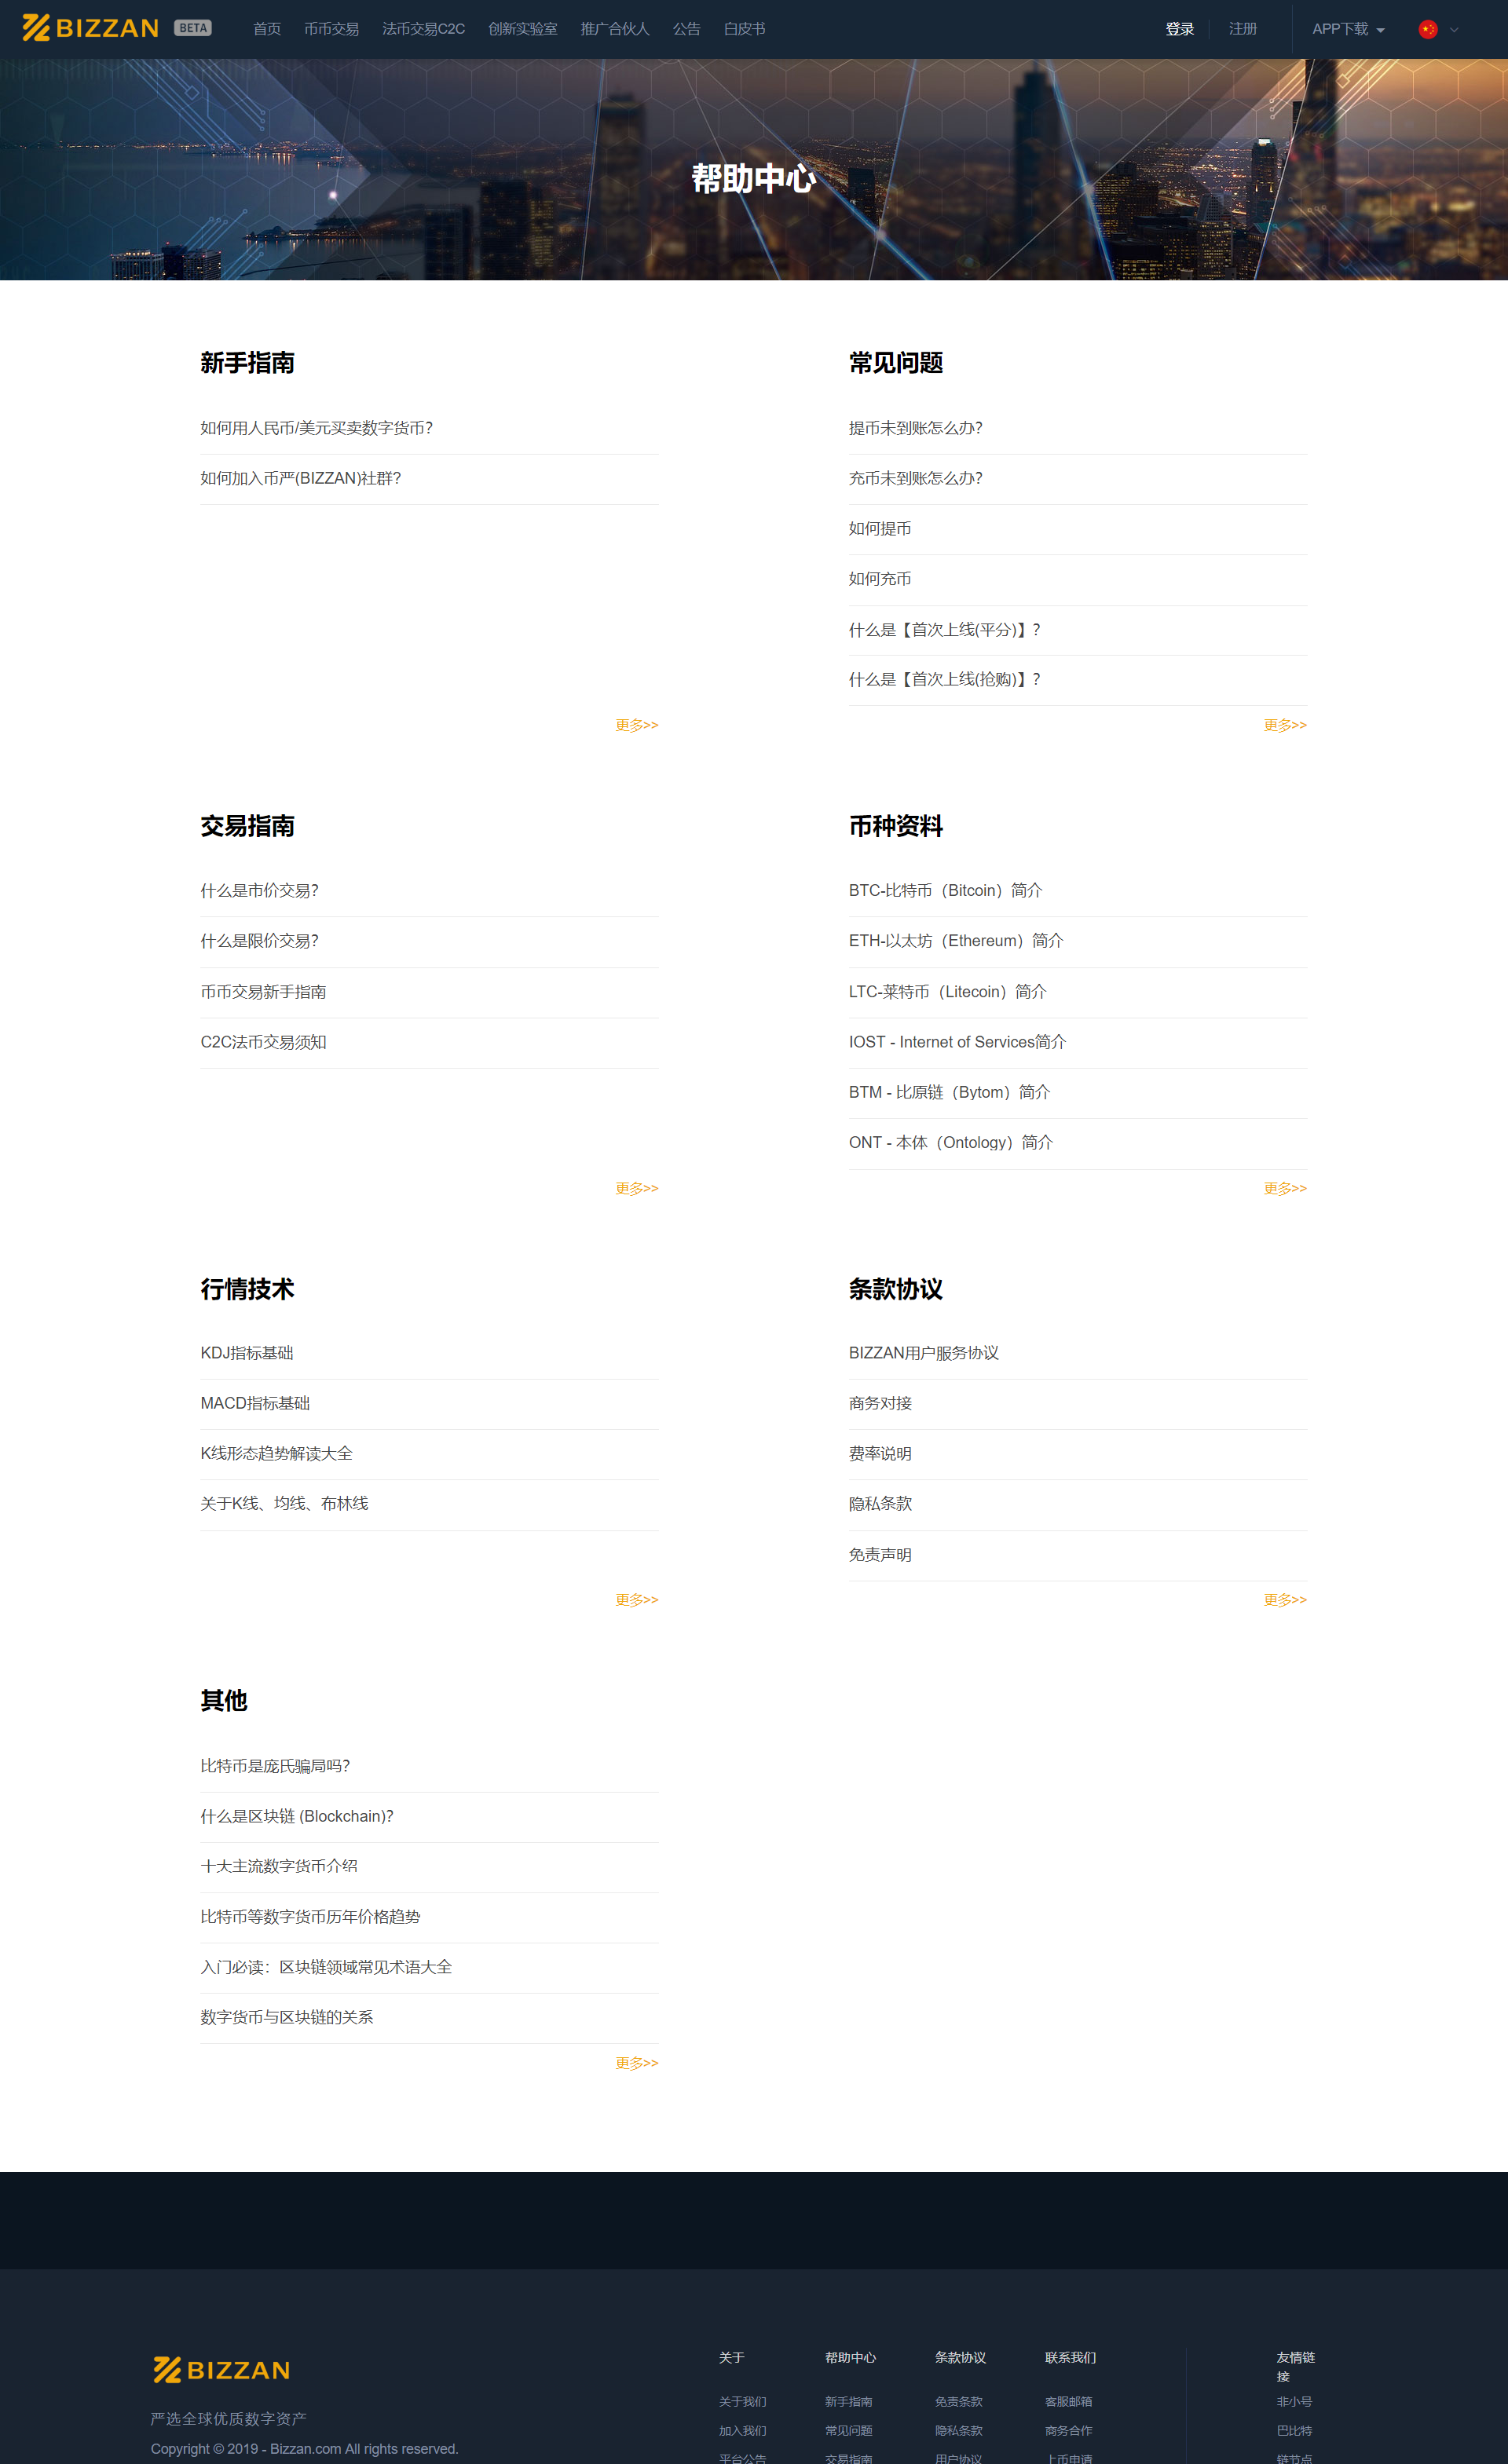 BIZZAN BETA 首页 币币交易 法币交易C2C 创新实验室 推广合伙人 公告 白皮书 登录 注册 APP下载
帮助中心
新手指南
如何用人民币/美元买卖数字货币?
如何加入币严(BIZZAN)社群?
更多>>
常见问题
提币未到账怎么办?
充币未到账怎么办?
如何提币
如何充币
什么是【首次上线(平分)】?
什么是【首次上线(抢购)】?
更多>>
交易指南
什么是市价交易?
什么是限价交易?
币币交易新手指南
C2C法币交易须知
更多>>
币种资料
BTC-比特币（Bitcoin）简介
ETH-以太坊（Ethereum）简介
LTC-莱特币（Litecoin）简介
IOST - Internet of Services简介
BTM - 比原链（Bytom）简介
ONT - 本体（Ontology）简介
更多>>
行情技术
KDJ指标基础
MACD指标基础
K线形态趋势解读大全
关于K线、均线、布林线
更多>>
条款协议
BIZZAN用户服务协议
商务对接
费率说明
隐私条款
免责声明
更多>>
其他
比特币是庞氏骗局吗?
什么是区块链 (Blockchain)?
十大主流数字货币介绍
比特币等数字货币历年价格趋势
入门必读：区块链领域常见术语大全
数字货币与区块链的关系
更多>>
BIZZAN
严选全球优质数字资产
Copyright © 2019 - Bizzan.com All rights reserved.
关于
关于我们
加入我们
平台公告
帮助中心
新手指南
常见问题
交易指南
条款协议
免责条款
隐私条款
用户协议
联系我们
客服邮箱
商务合作
上币申请
友情链
接
非小号
巴比特
链节点